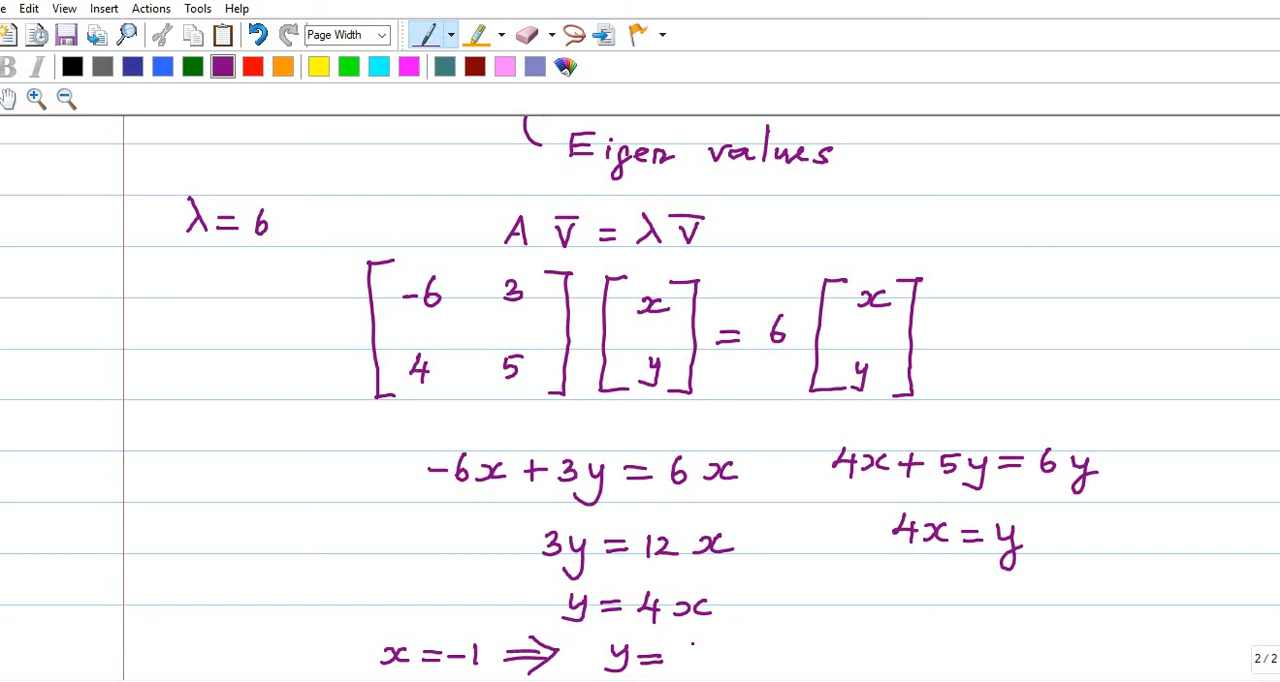 e Edit View Insert Actions Tools Help
Page Width
B I
Eigen values
λ = 6 A v̅ = λ v̅
[ -6 3 ] [ x ] = 6 [ x ]
[ 4 5 ] [ y ] [ y ]
-6x + 3y = 6x 4x + 5y = 6y
3y = 12x 4x = y
y = 4x
x = -1 ⇒ y =
2/2